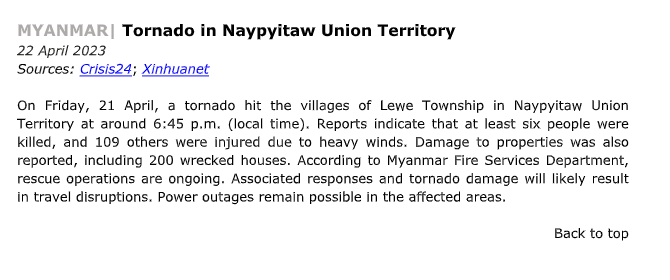 MYANMAR| Tornado in Naypyitaw Union Territory
22 April 2023
Sources: Crisis24; Xinhuanet
On Friday, 21 April, a tornado hit the villages of Lewe Township in Naypyitaw Union
Territory at around 6:45 p.m. (local time). Reports indicate that at least six people were
killed, and 109 others were injured due to heavy winds. Damage to properties was also
reported, including 200 wrecked houses. According to Myanmar Fire Services Department,
rescue operations are ongoing. Associated responses and tornado damage will likely result
in travel disruptions. Power outages remain possible in the affected areas.
Back to top